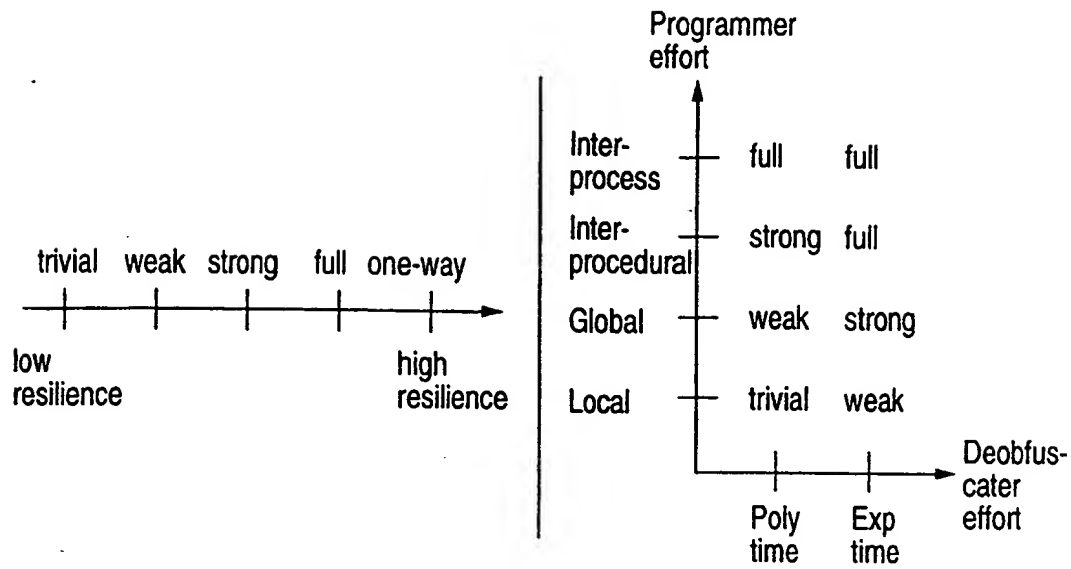 trivial weak strong full one-way
low
resilience
high
resilience
Programmer
effort
Inter-
process
full full
Inter-
procedural
strong full
Global
weak strong
Local
trivial weak
Poly
time
Exp
time
Deobfus-
cater
effort